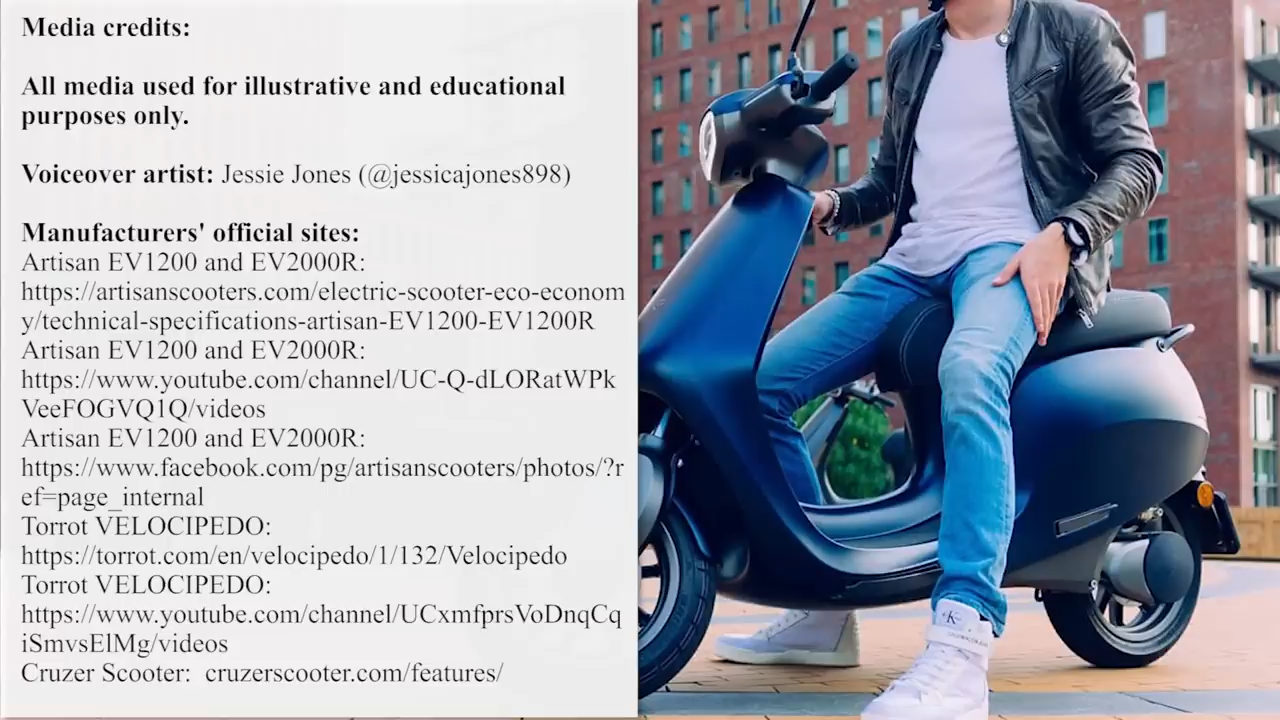 Media credits:
All media used for illustrative and educational
purposes only.
Voiceover artist: Jessie Jones (@jessicajones898)
Manufacturers' official sites:
Artisan EV1200 and EV2000R:
https://artisanscooters.com/electric-scooter-eco-econom
y/technical-specifications-artisan-EV1200-EV1200R
Artisan EV1200 and EV2000R:
https://www.youtube.com/channel/UC-Q-dLORatWPk
VeeFOGVQ1Q/videos
Artisan EV1200 and EV2000R:
https://www.facebook.com/pg/artisanscooters/photos/?r
ef=page_internal
Torrot VELOCIPEDO:
https://torrot.com/en/velocipedo/1/132/Velocipedo
Torrot VELOCIPEDO:
https://www.youtube.com/channel/UCxmfprsVoDnqCq
iSmvsElMg/videos
Cruzer Scooter: cruzerscooter.com/features/